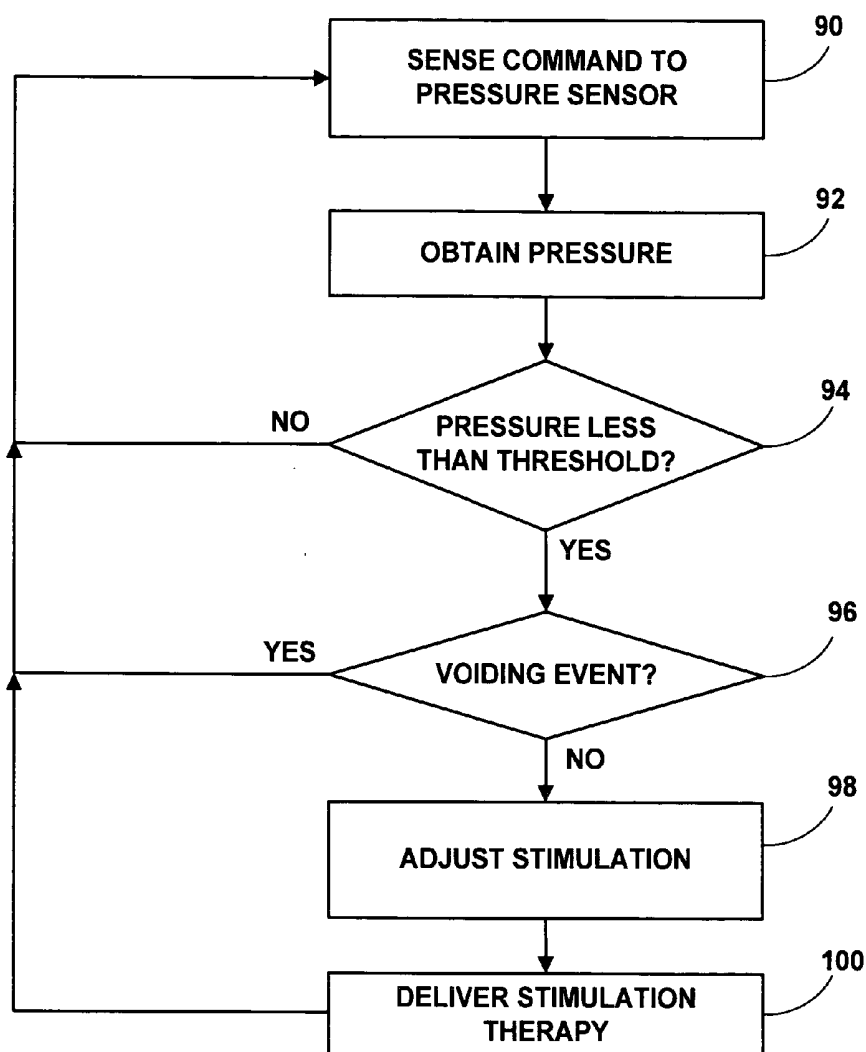 90
SENSE COMMAND TO
PRESSURE SENSOR
92
OBTAIN PRESSURE
94
NO
PRESSURE LESS
THAN THRESHOLD?
YES
96
YES
VOIDING EVENT?
NO
98
ADJUST STIMULATION
100
DELIVER STIMULATION
THERAPY